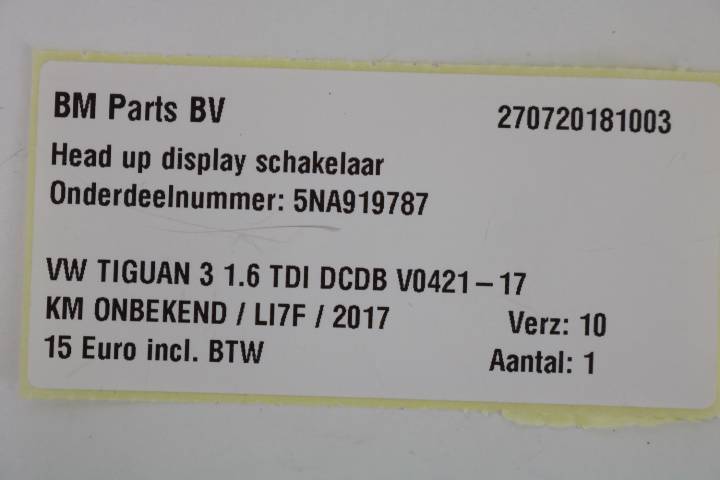 BM Parts BV 270720181003
Head up display schakelaar
Onderdeelnummer: 5NA919787
VW TIGUAN 3 1.6 TDI DCDB V0421-17
KM ONBEKEND / LI7F / 2017 Verz: 10
15 Euro incl. BTW Aantal: 1